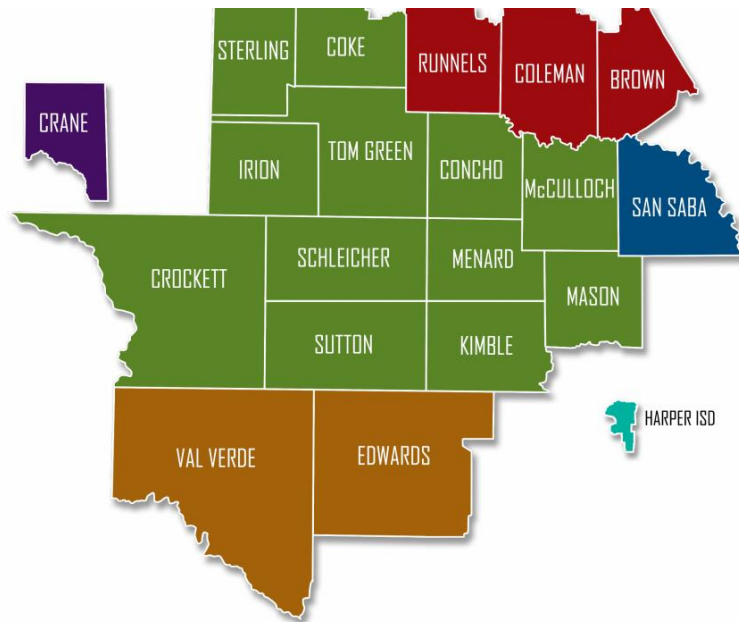 STERLING
COKE
RUNNELS
COLEMAN
BROWN
CRANE
IRION
TOM GREEN
CONCHO
McCULLOCH
SAN SABA
CROCKETT
SCHLEICHER
MENARD
MASON
SUTTON
KIMBLE
HARPER ISD
VAL VERDE
EDWARDS